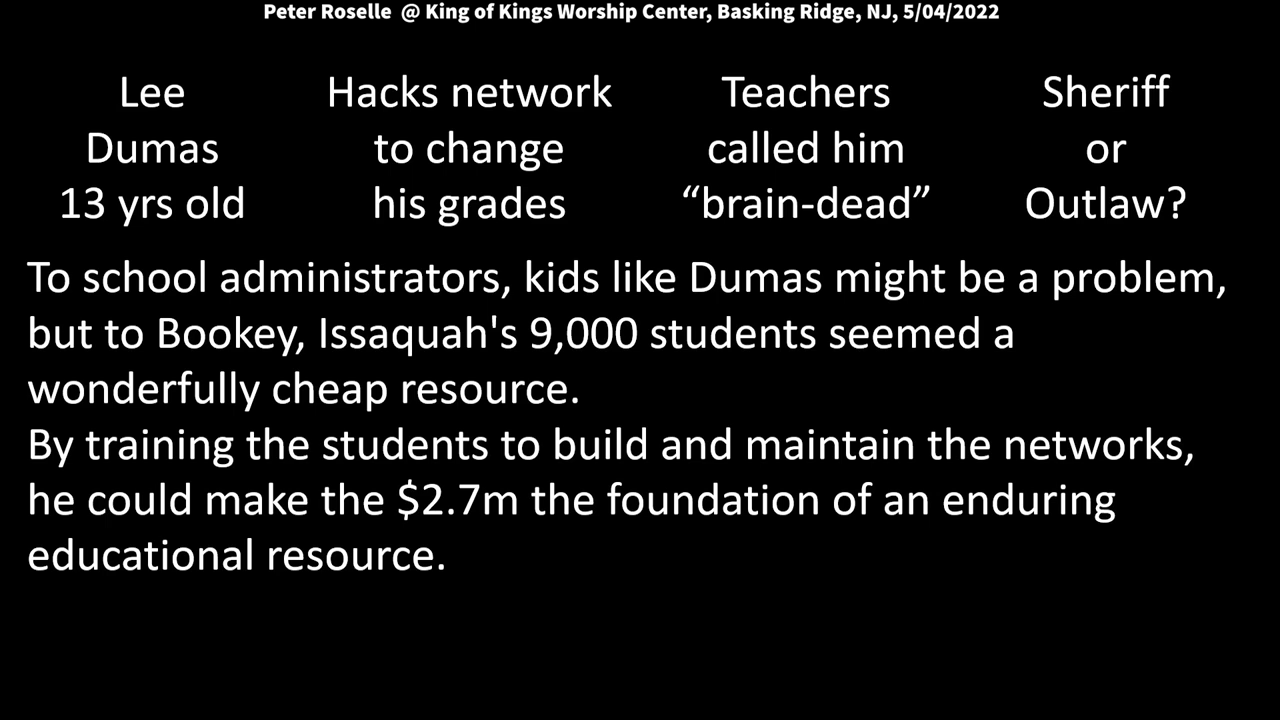 Peter Roselle @ King of Kings Worship Center, Basking Ridge, NJ, 5/04/2022
Lee
Dumas
13 yrs old
Hacks network
to change
his grades
Teachers
called him
“brain-dead”
Sheriff
or
Outlaw?
To school administrators, kids like Dumas might be a problem,
but to Bookey, Issaquah's 9,000 students seemed a
wonderfully cheap resource.
By training the students to build and maintain the networks,
he could make the $2.7m the foundation of an enduring
educational resource.